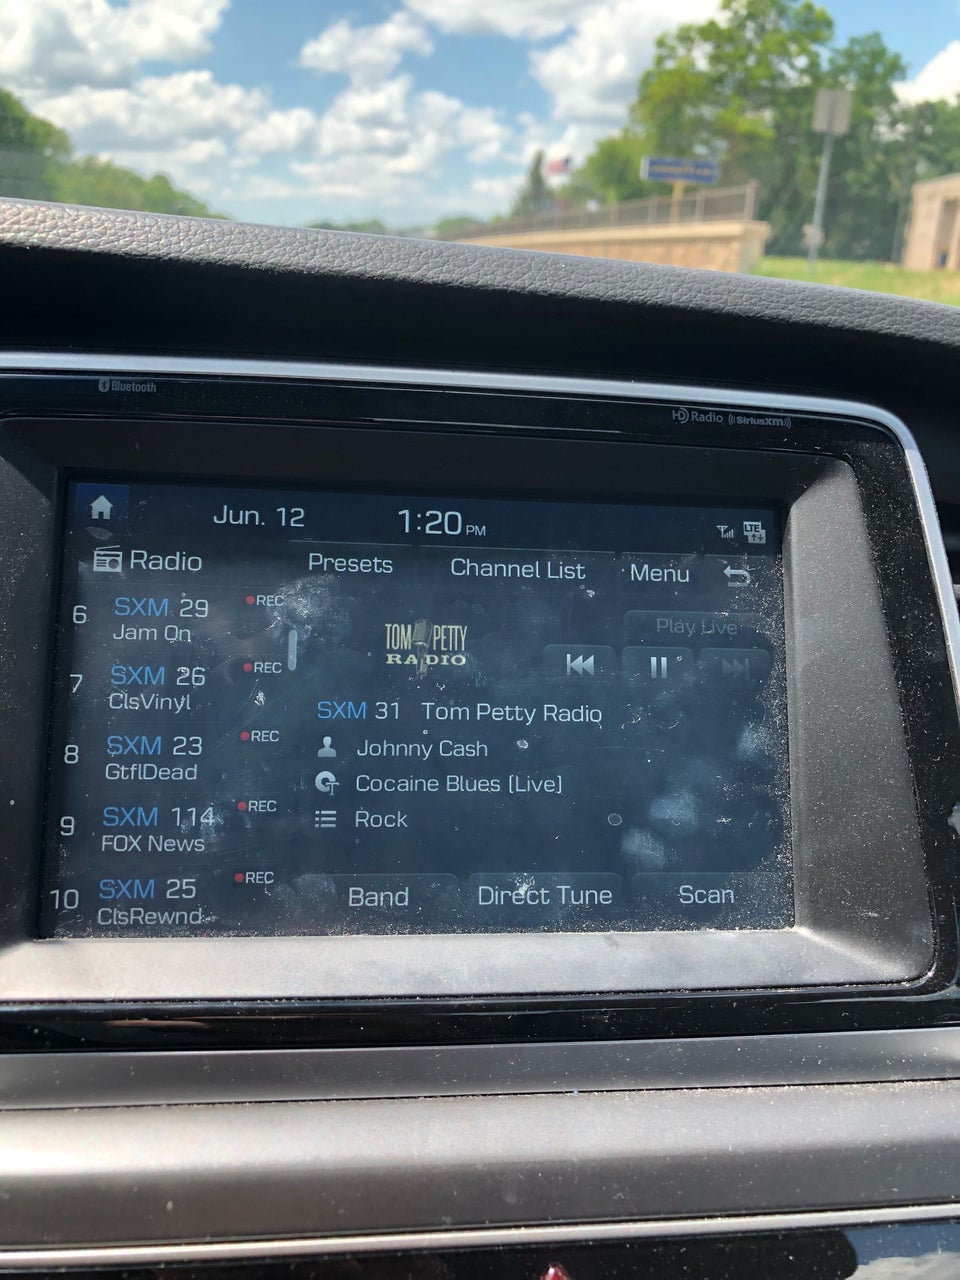 Bluetooth
HD Radio ((SiriusXM))
Jun. 12
1:20 PM
LTE
Radio
Presets
Channel List
Menu
6 SXM 29 REC
Jam On
7 SXM 26 REC
ClsVinyl
8 SXM 23 REC
GtflDead
9 SXM 114 REC
FOX News
10 SXM 25 REC
ClsRewnd
TOM PETTY
RADIO
Play Live
SXM 31 Tom Petty Radio
Johnny Cash
Cocaine Blues [Live]
Rock
Band
Direct Tune
Scan